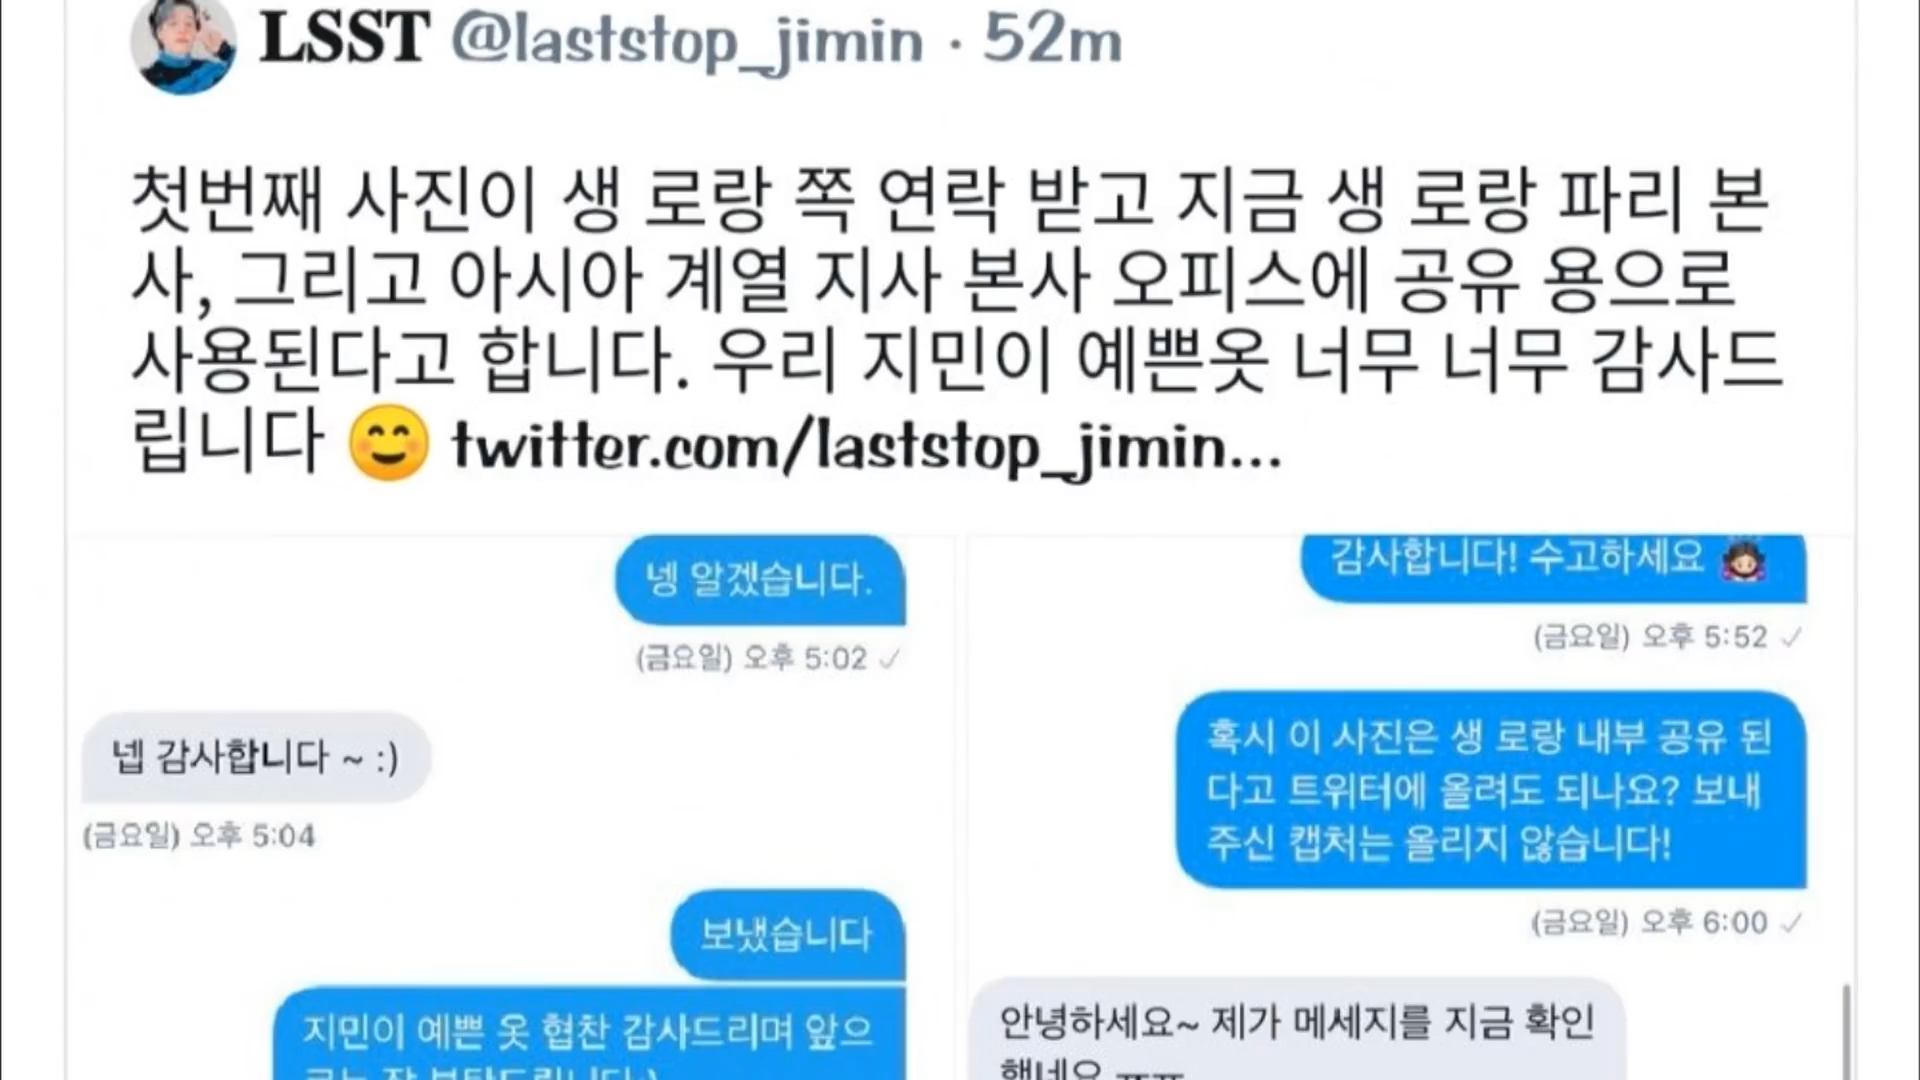 LSST @laststop_jimin · 52m
첫번째 사진이 생 로랑 쪽 연락 받고 지금 생 로랑 파리 본
사, 그리고 아시아 계열 지사 본사 오피스에 공유 용으로
사용된다고 합니다. 우리 지민이 예쁜옷 너무 너무 감사드
립니다 😊 twitter.com/laststop_jimin...
넹 알겠습니다.
(금요일) 오후 5:02 ✓
넵 감사합니다 ~ :)
(금요일) 오후 5:04
보냈습니다
지민이 예쁜 옷 협찬 감사드리며 앞으
감사합니다! 수고하세요 🙇🏻‍♀️
(금요일) 오후 5:52 ✓
혹시 이 사진은 생 로랑 내부 공유 된
다고 트위터에 올려도 되나요? 보내
주신 캡처는 올리지 않습니다!
(금요일) 오후 6:00 ✓
안녕하세요~ 제가 메세지를 지금 확인
했네요 ㅠㅠ